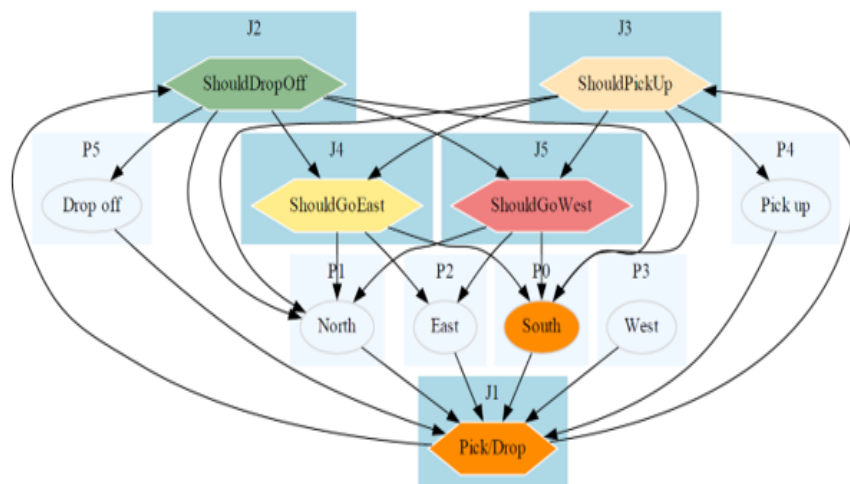 J2
J3
ShouldDropOff
ShouldPickUp
P5
J4
J5
P4
Drop off
ShouldGoEast
ShouldGoWest
Pick up
P1
P2
P0
P3
North
East
South
West
J1
Pick/Drop